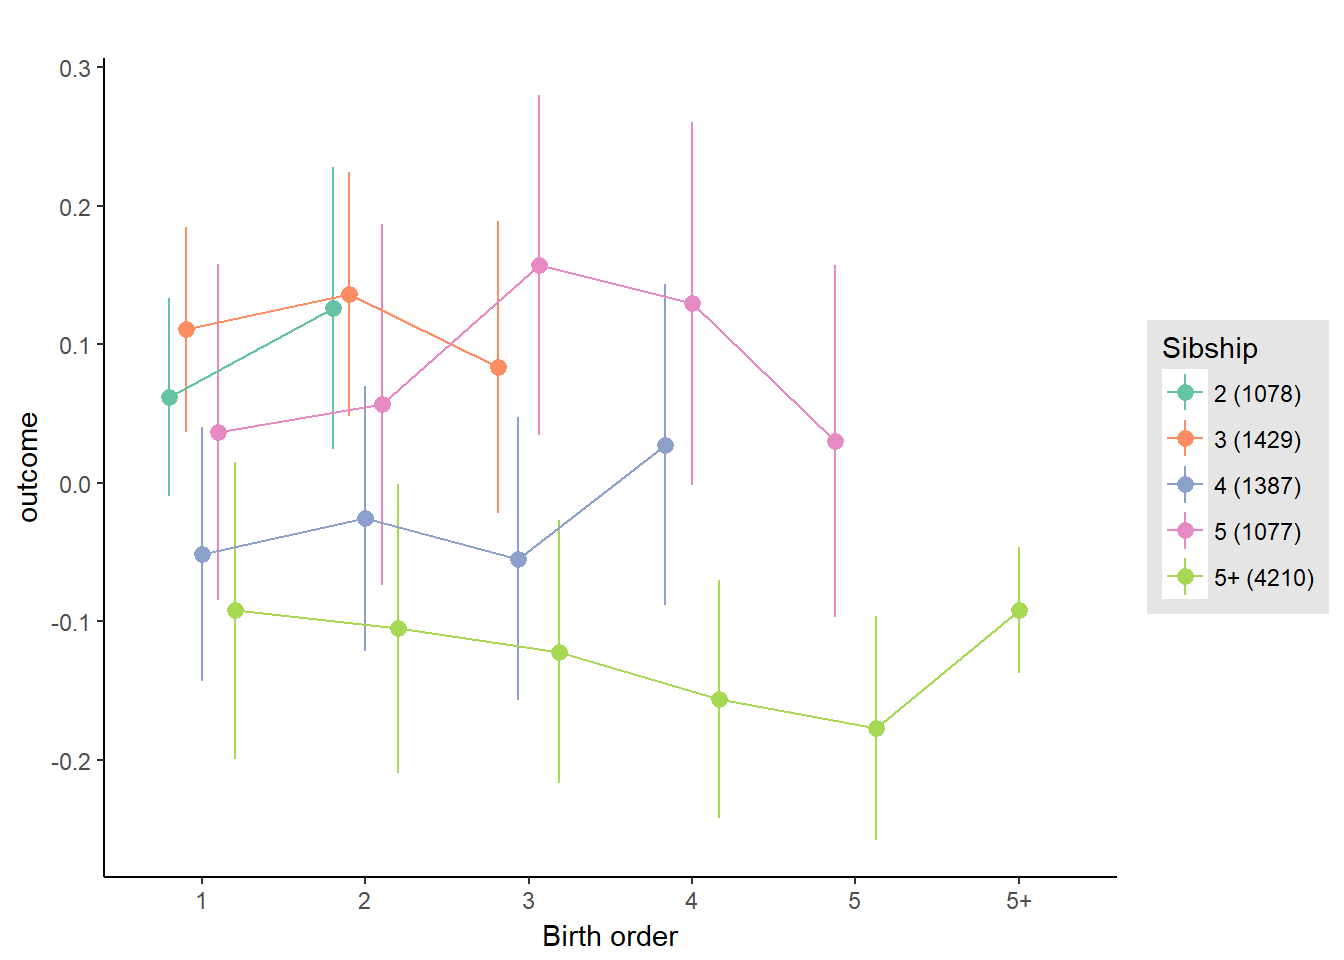 0.3
0.2
0.1
0.0
-0.1
-0.2
outcome
1 2 3 4 5 5+
Birth order
Sibship
2 (1078)
3 (1429)
4 (1387)
5 (1077)
5+ (4210)